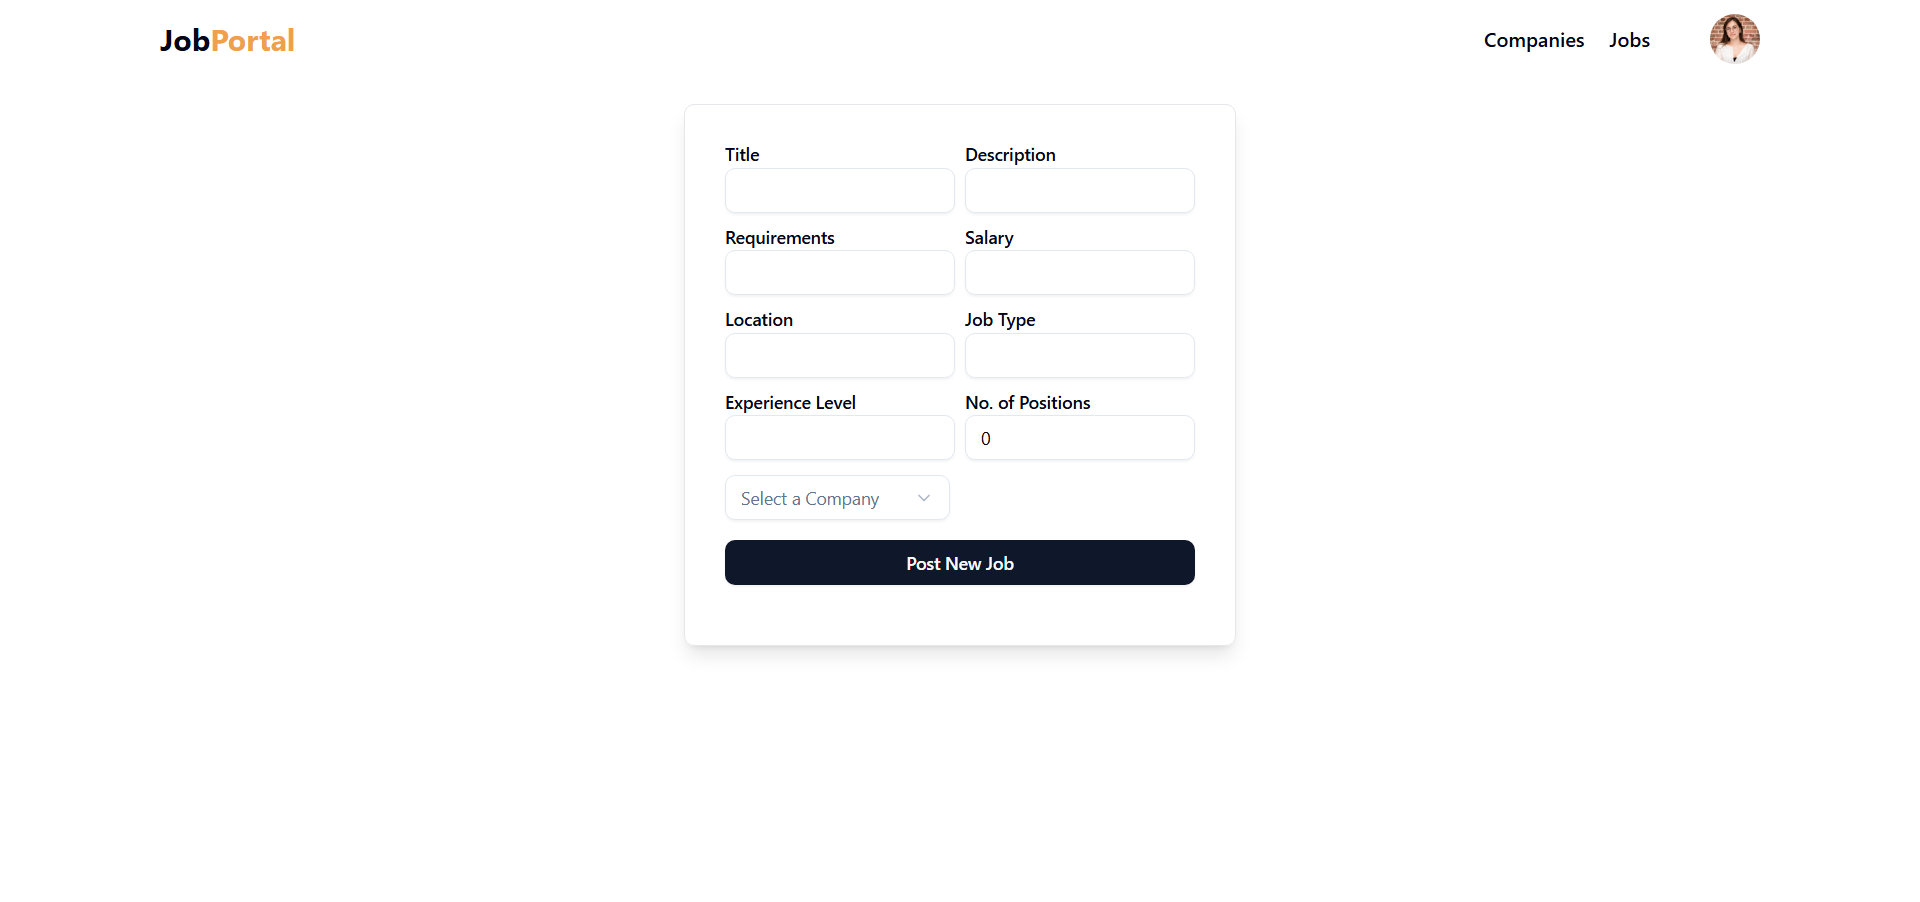 JobPortal
Companies Jobs
Title Description
Requirements Salary
Location Job Type
Experience Level No. of Positions
0
Select a Company
Post New Job